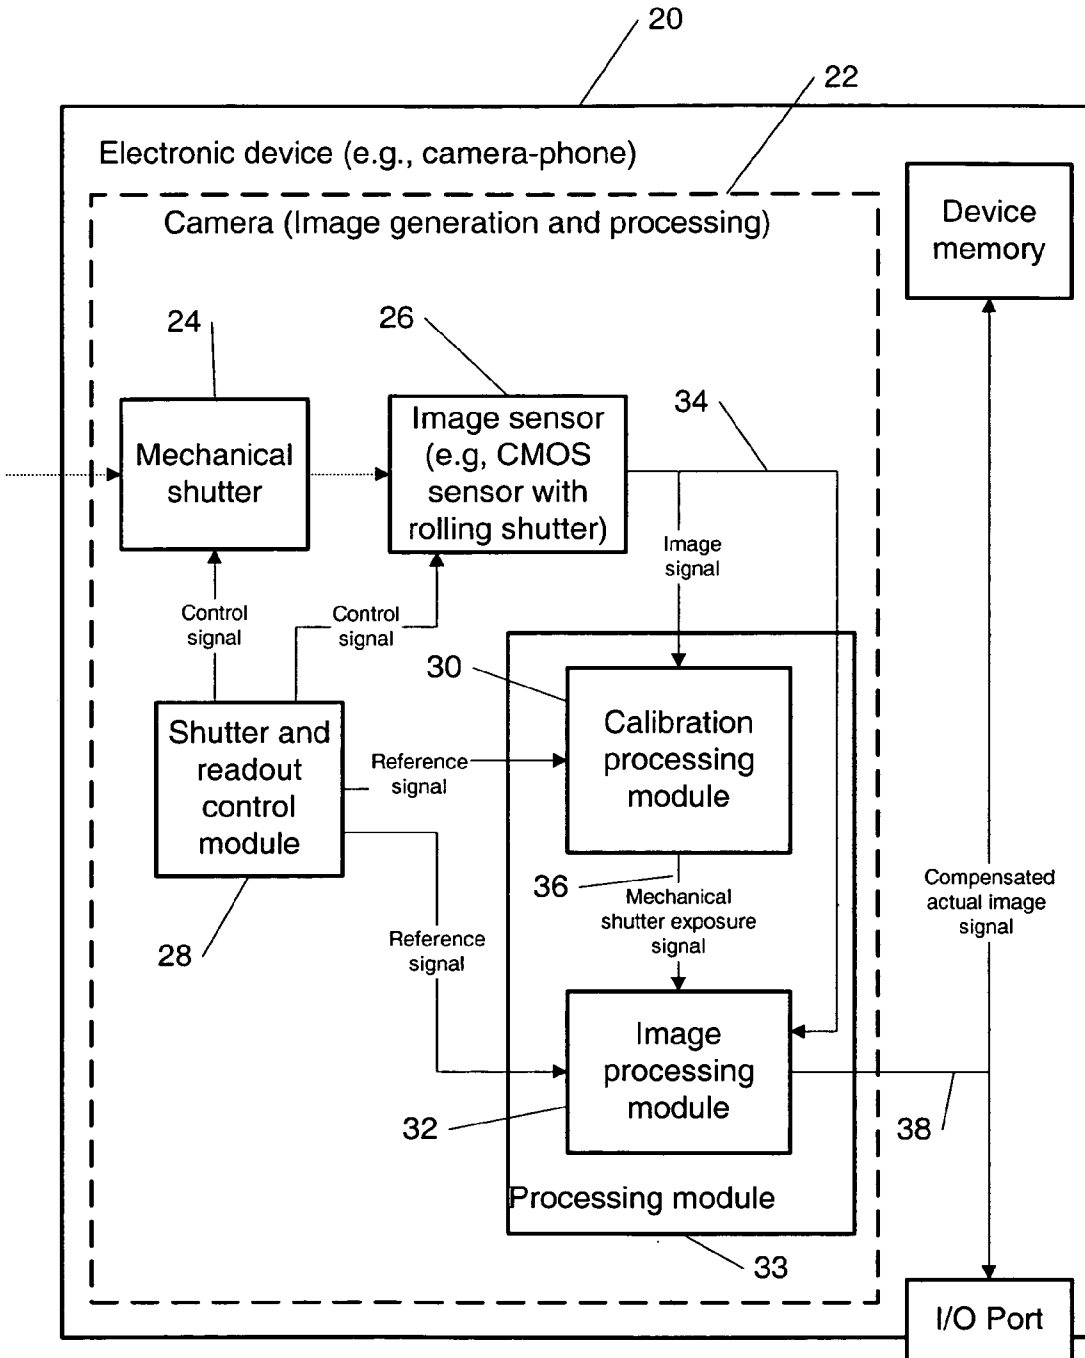 20
22
Electronic device (e.g., camera-phone)
Camera (Image generation and processing)
Device
memory
24
26
34
Mechanical
shutter
Image sensor
(e.g, CMOS
sensor with
rolling shutter)
Image
signal
Control
signal
Control
signal
30
Shutter and
readout
control
module
Reference
signal
Calibration
processing
module
36
Mechanical
shutter exposure
signal
Compensated
actual image
signal
28
Reference
signal
Image
processing
module
32
38
Processing module
33
I/O Port